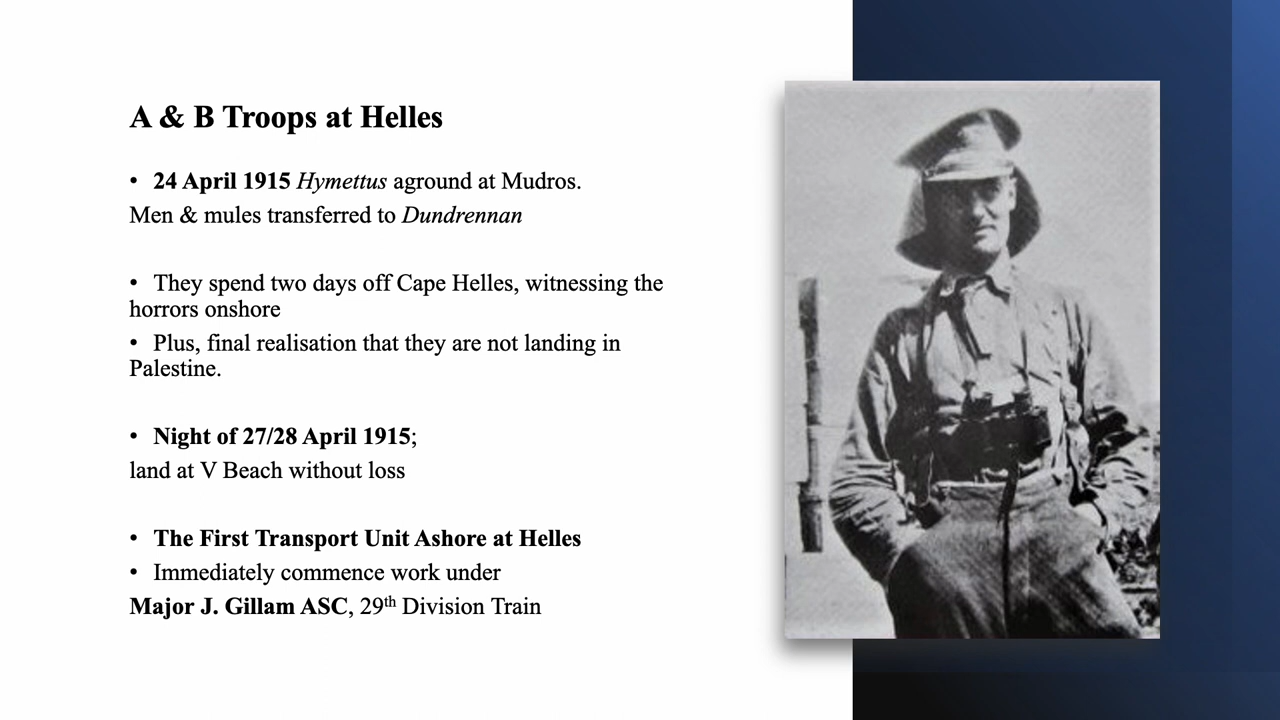 A & B Troops at Helles
• 24 April 1915 Hymettus aground at Mudros.
Men & mules transferred to Dundrennan
• They spend two days off Cape Helles, witnessing the
horrors onshore
• Plus, final realisation that they are not landing in
Palestine.
• Night of 27/28 April 1915;
land at V Beach without loss
• The First Transport Unit Ashore at Helles
• Immediately commence work under
Major J. Gillam ASC, 29th Division Train